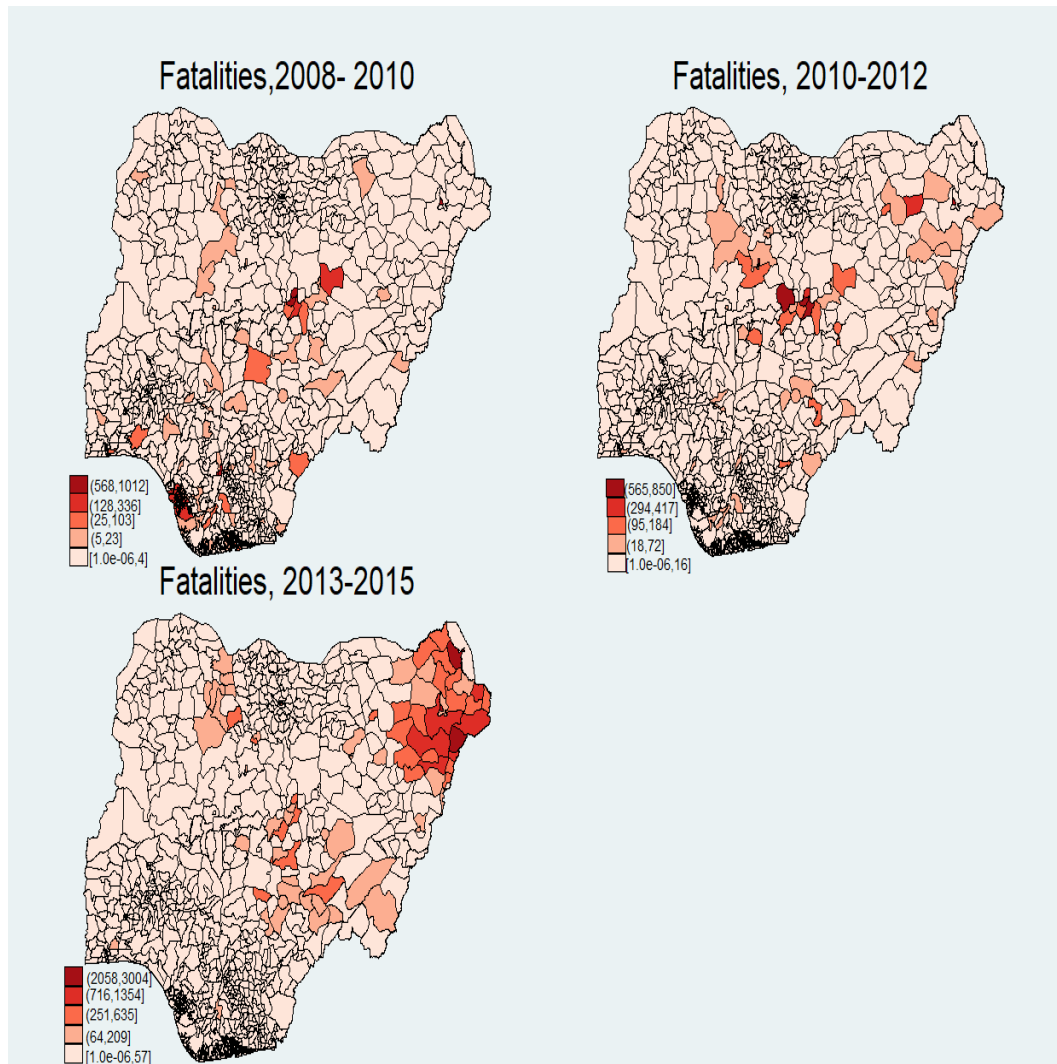 Fatalities,2008- 2010
(568,1012]
(128,336]
(25,103]
(5,23]
[1.0e-06,4]
Fatalities, 2010-2012
(565,850]
(294,417]
(95,184]
(18,72]
[1.0e-06,16]
Fatalities, 2013-2015
(2058,3004]
(716,1354]
(251,635]
(64,209]
[1.0e-06,57]